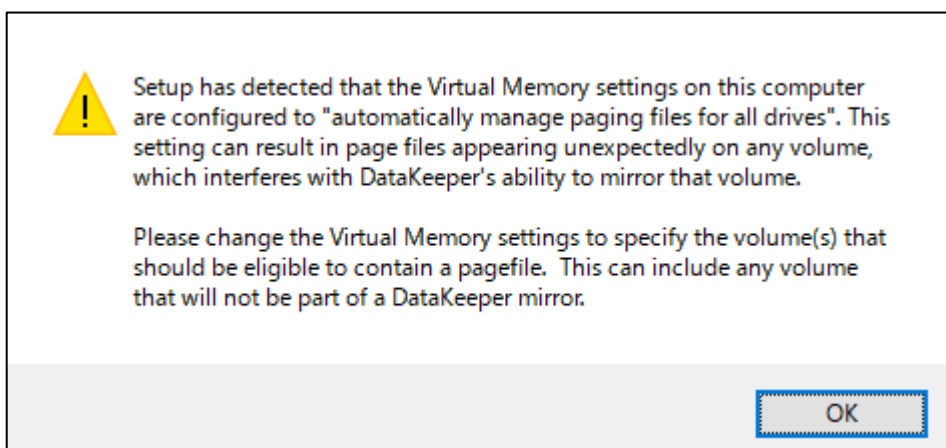 Setup has detected that the Virtual Memory settings on this computer
are configured to "automatically manage paging files for all drives". This
setting can result in page files appearing unexpectedly on any volume,
which interferes with DataKeeper's ability to mirror that volume.
Please change the Virtual Memory settings to specify the volume(s) that
should be eligible to contain a pagefile.  This can include any volume
that will not be part of a DataKeeper mirror.
OK